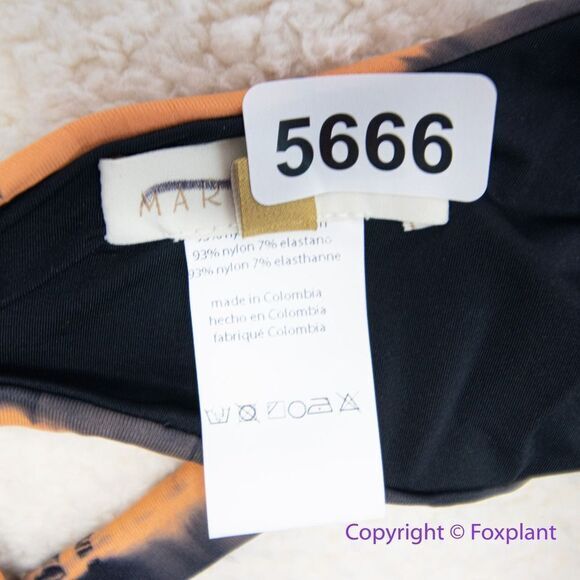 5666
MAR
93% nylon 7% elastano
93% nylon 7% elasthanne
made in Colombia
hecho en Colombia
fabriqué Colombia
Copyright © Foxplant